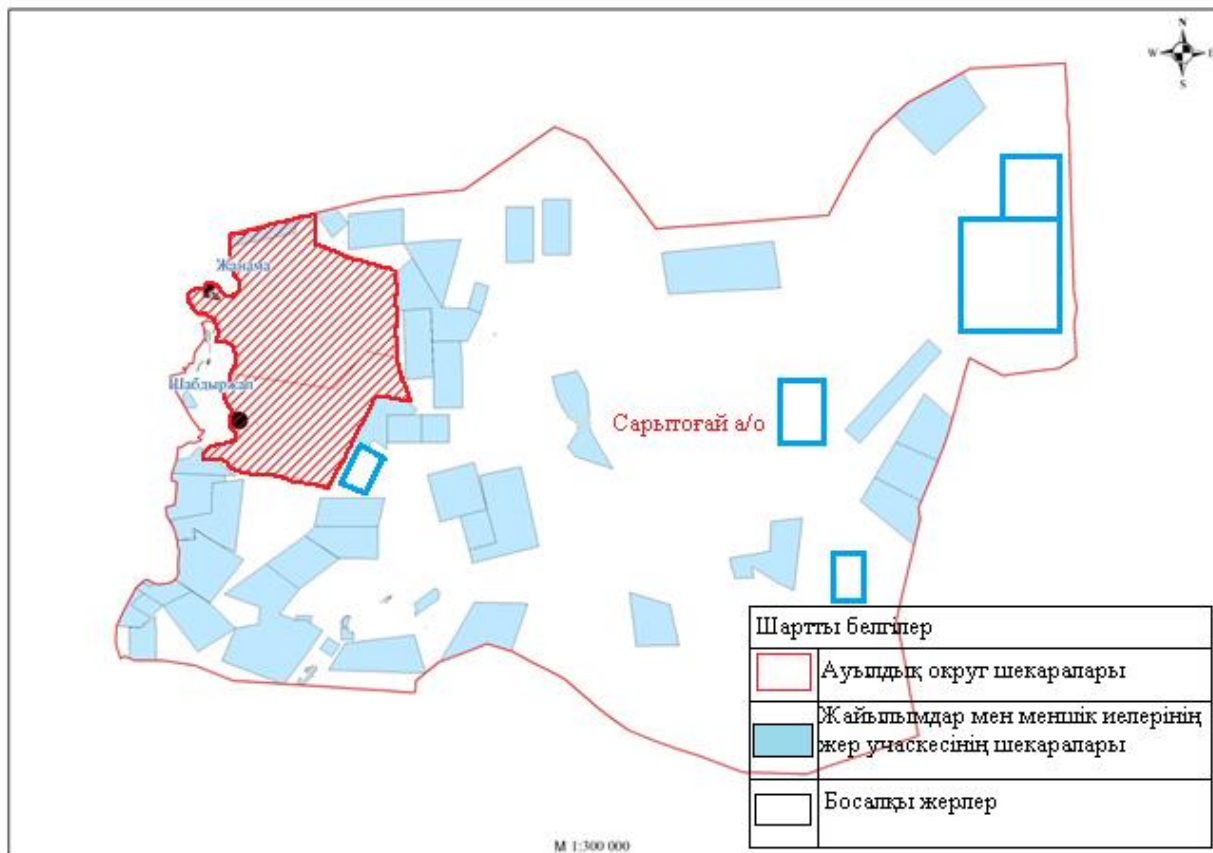 N
W E
S
Жанама
Шабдыржап
Сарытоғай а/о
Шартты белгілер
Ауылдық округ шекаралары
Жайылымдар мен меншік иелерінің
жер учаскесінің шекаралары
Босалқы жерлер
М 1:300 000